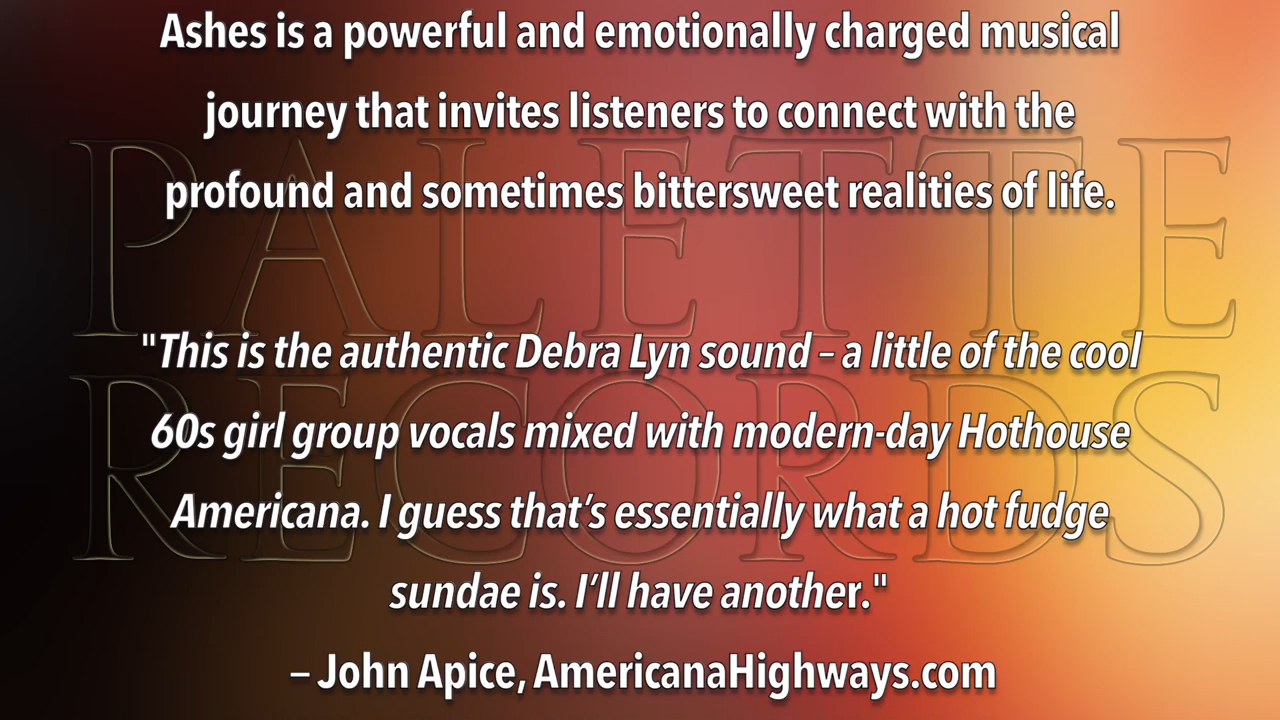 Ashes is a powerful and emotionally charged musical
journey that invites listeners to connect with the
profound and sometimes bittersweet realities of life.
PALETTE
RECORDS
"This is the authentic Debra Lyn sound – a little of the cool
60s girl group vocals mixed with modern-day Hothouse
Americana. I guess that’s essentially what a hot fudge
sundae is. I’ll have another."
– John Apice, AmericanaHighways.com